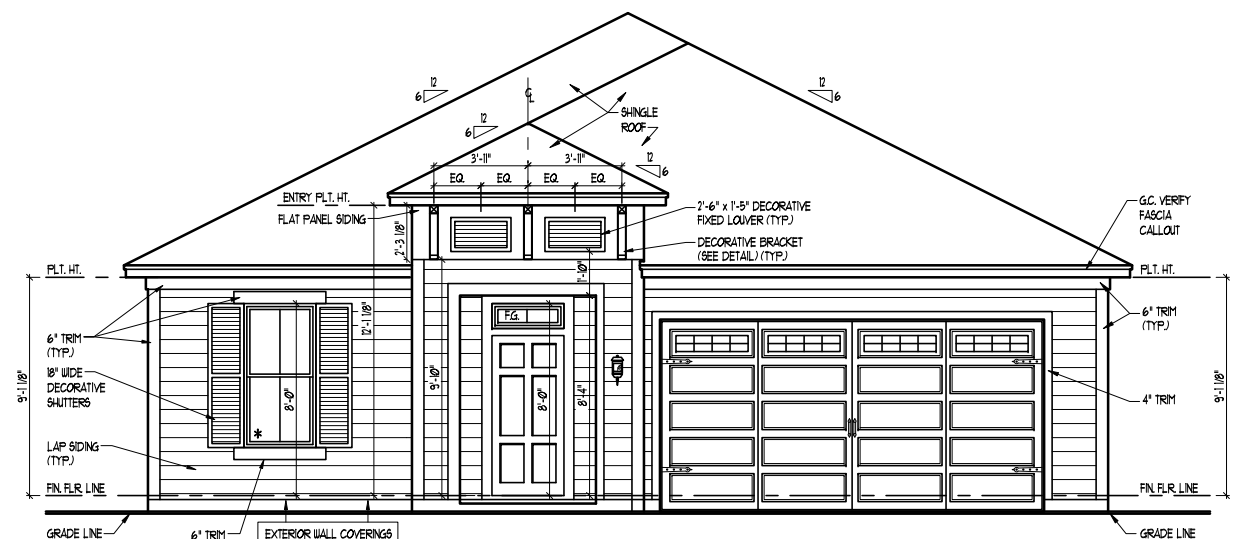 12
6
12
6
C
L
SHINGLE
ROOF
12
6
12
6
3'-11"
3'-11"
EQ.
EQ.
EQ.
EQ.
ENTRY PLT. HT.
FLAT PANEL SIDING
2'-3 1/8"
2'-6" x 1'-5" DECORATIVE
FIXED LOUVER (TYP.)
DECORATIVE BRACKET
(SEE DETAIL) (TYP.)
G.C. VERIFY
FASCIA
CALLOUT
PLT. HT.
PLT. HT.
1'-10"
12'-1 1/8"
6" TRIM
(TYP.)
18" WIDE
DECORATIVE
SHUTTERS
9'-1 1/8"
F.G.
9'-10"
8'-0"
8'-0"
8'-4"
*
6" TRIM
(TYP.)
4" TRIM
9'-1 1/8"
LAP SIDING
(TYP.)
FIN. FLR. LINE
FIN. FLR. LINE
GRADE LINE
6" TRIM
EXTERIOR WALL COVERINGS
GRADE LINE